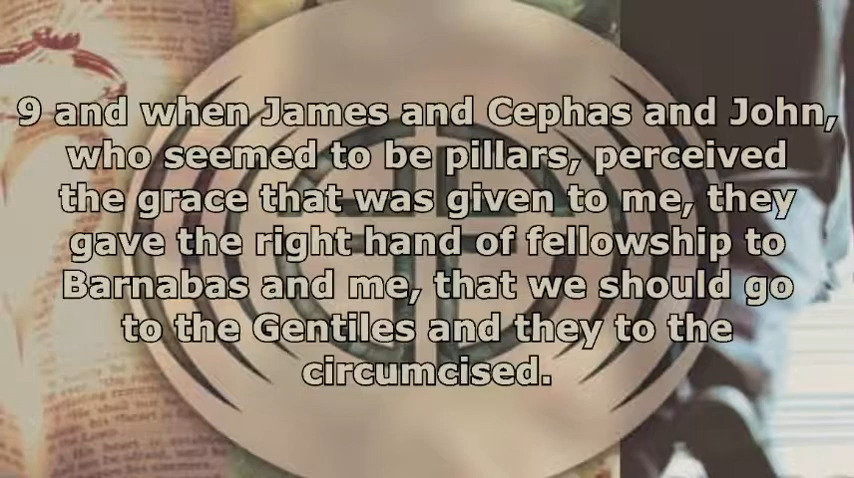 9 and when James and Cephas and John,
who seemed to be pillars, perceived
the grace that was given to me, they
gave the right hand of fellowship to
Barnabas and me, that we should go
to the Gentiles and they to the
circumcised.